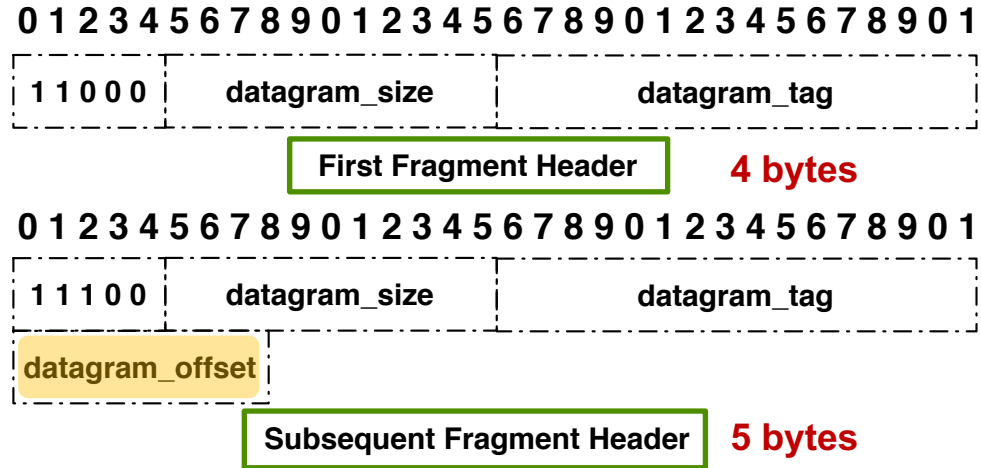 0 1 2 3 4 5 6 7 8 9 0 1 2 3 4 5 6 7 8 9 0 1 2 3 4 5 6 7 8 9 0 1
1 1 0 0 0 datagram_size datagram_tag
First Fragment Header 4 bytes
0 1 2 3 4 5 6 7 8 9 0 1 2 3 4 5 6 7 8 9 0 1 2 3 4 5 6 7 8 9 0 1
1 1 1 0 0 datagram_size datagram_tag
datagram_offset
Subsequent Fragment Header 5 bytes